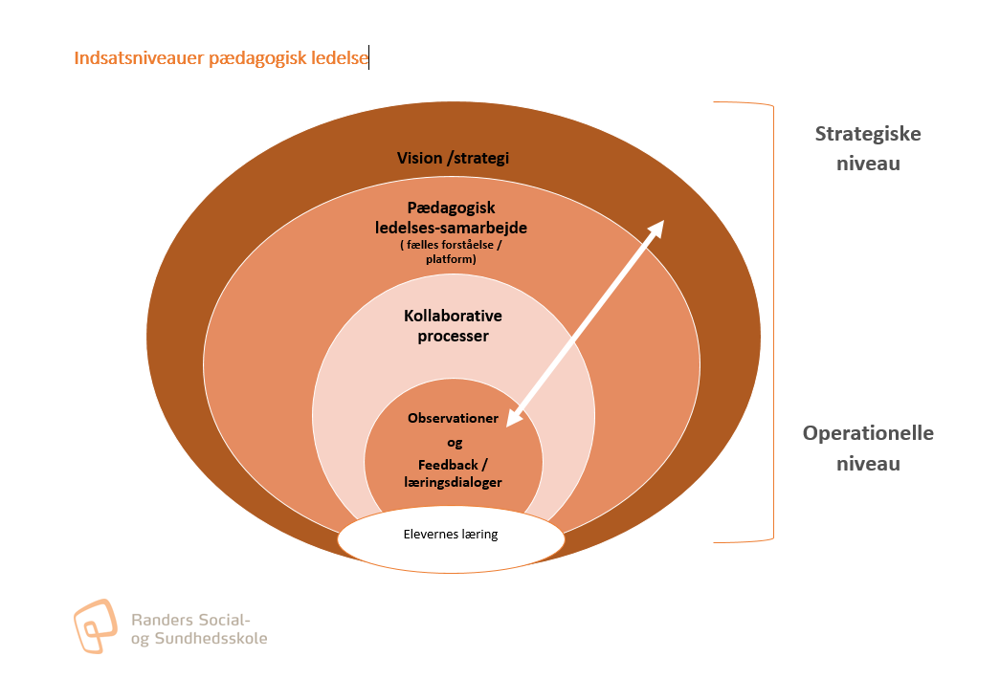 Indsatsniveauer pædagogisk ledelse
Vision /strategi
Pædagogisk
ledelses-samarbejde
( fælles forståelse /
platform)
Kollaborative
processer
Observationer
og
Feedback /
læringsdialoger
Elevernes læring
Strategiske
niveau
Operationelle
niveau
Randers Social-
og Sundhedsskole